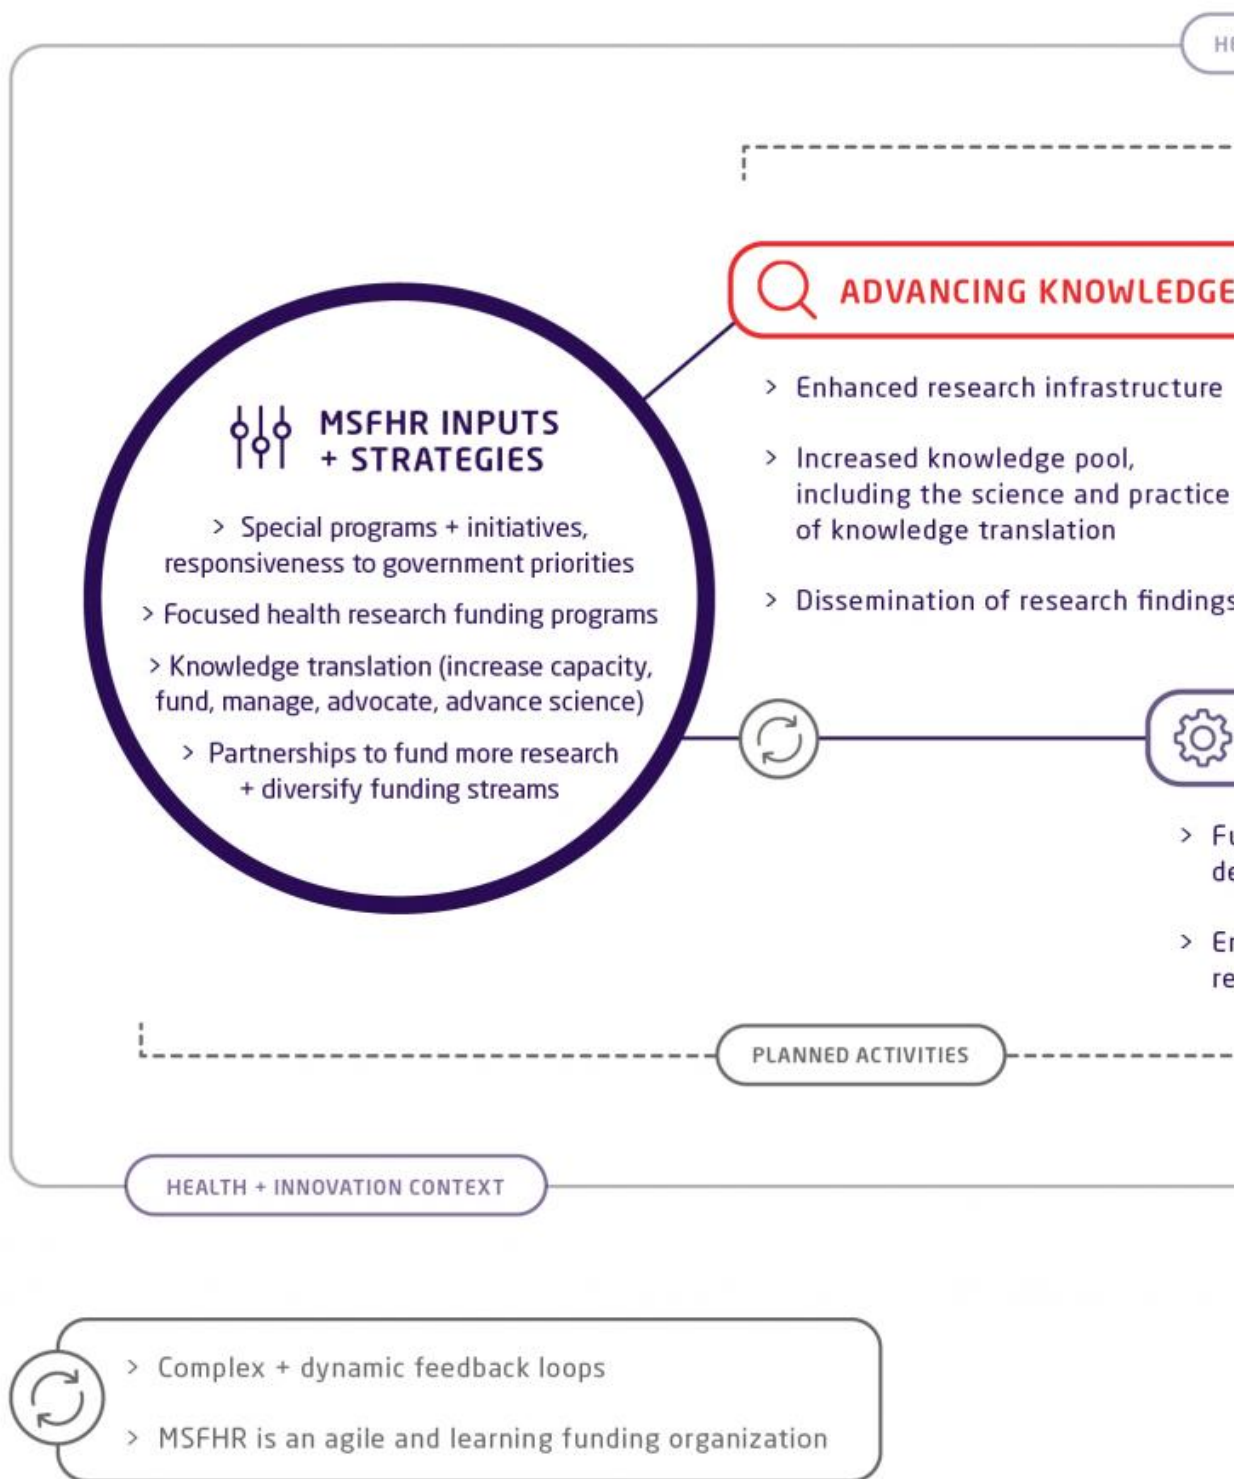 MSFHR INPUTS
+ STRATEGIES
> Special programs + initiatives,
responsiveness to government priorities
> Focused health research funding programs
> Knowledge translation (increase capacity,
fund, manage, advocate, advance science)
> Partnerships to fund more research
+ diversify funding streams
ADVANCING KNOWLEDGE
> Enhanced research infrastructure
> Increased knowledge pool,
including the science and practice
of knowledge translation
> Dissemination of research findings
PLANNED ACTIVITIES
HEALTH + INNOVATION CONTEXT
> Complex + dynamic feedback loops
> MSFHR is an agile and learning funding organization